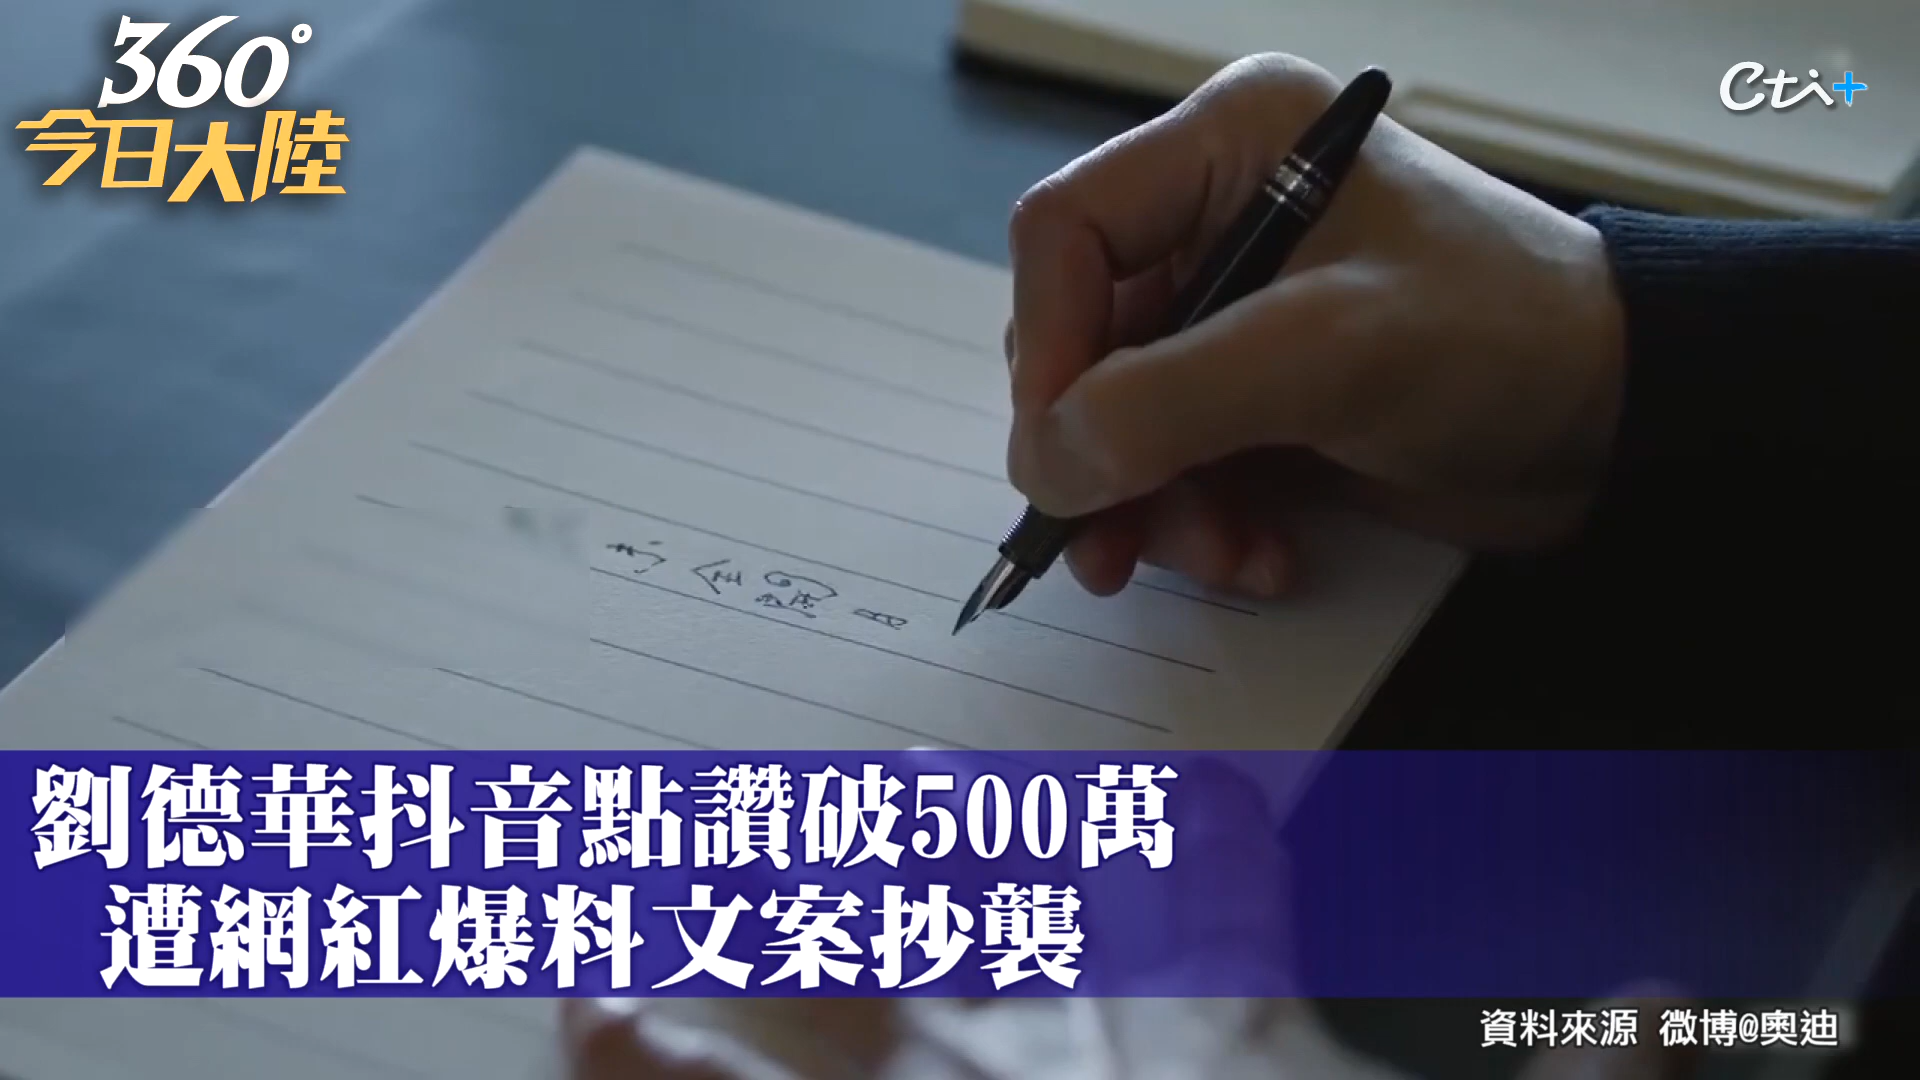 360°
今日大陸
Cti+
劉德華抖音點讚破500萬
遭網紅爆料文案抄襲
資料來源 微博@奧迪